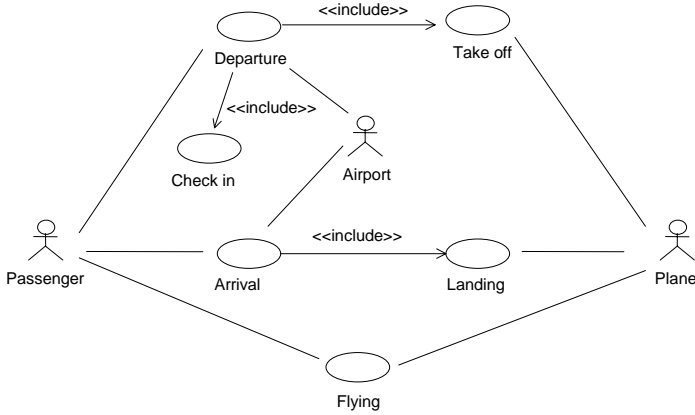 <<include>>
Departure
Take off
<<include>>
Check in
Airport
<<include>>
Passenger
Arrival
Landing
Plane
Flying